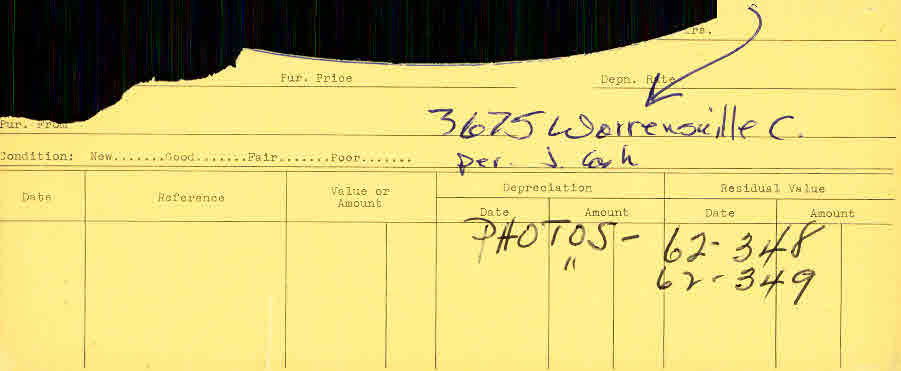 rs.
Pur. Price Depn. Rate
Pur. From 3675 Warrensville C.
Condition: New.......Good.......Fair.......Poor.......
per. J. Cash
Date Reference Value or Amount Depreciation Residual Value
Date Amount Date Amount
PHOTOS - 62-348
" 62-349